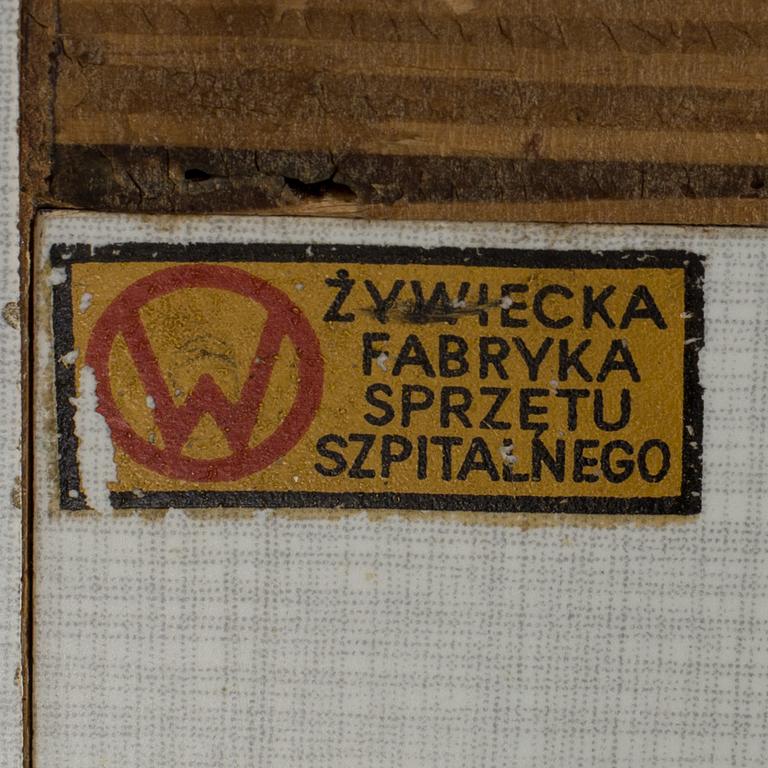 W
ŻYWIECKA
FABRYKA
SPRZĘTU
SZPITALNEGO